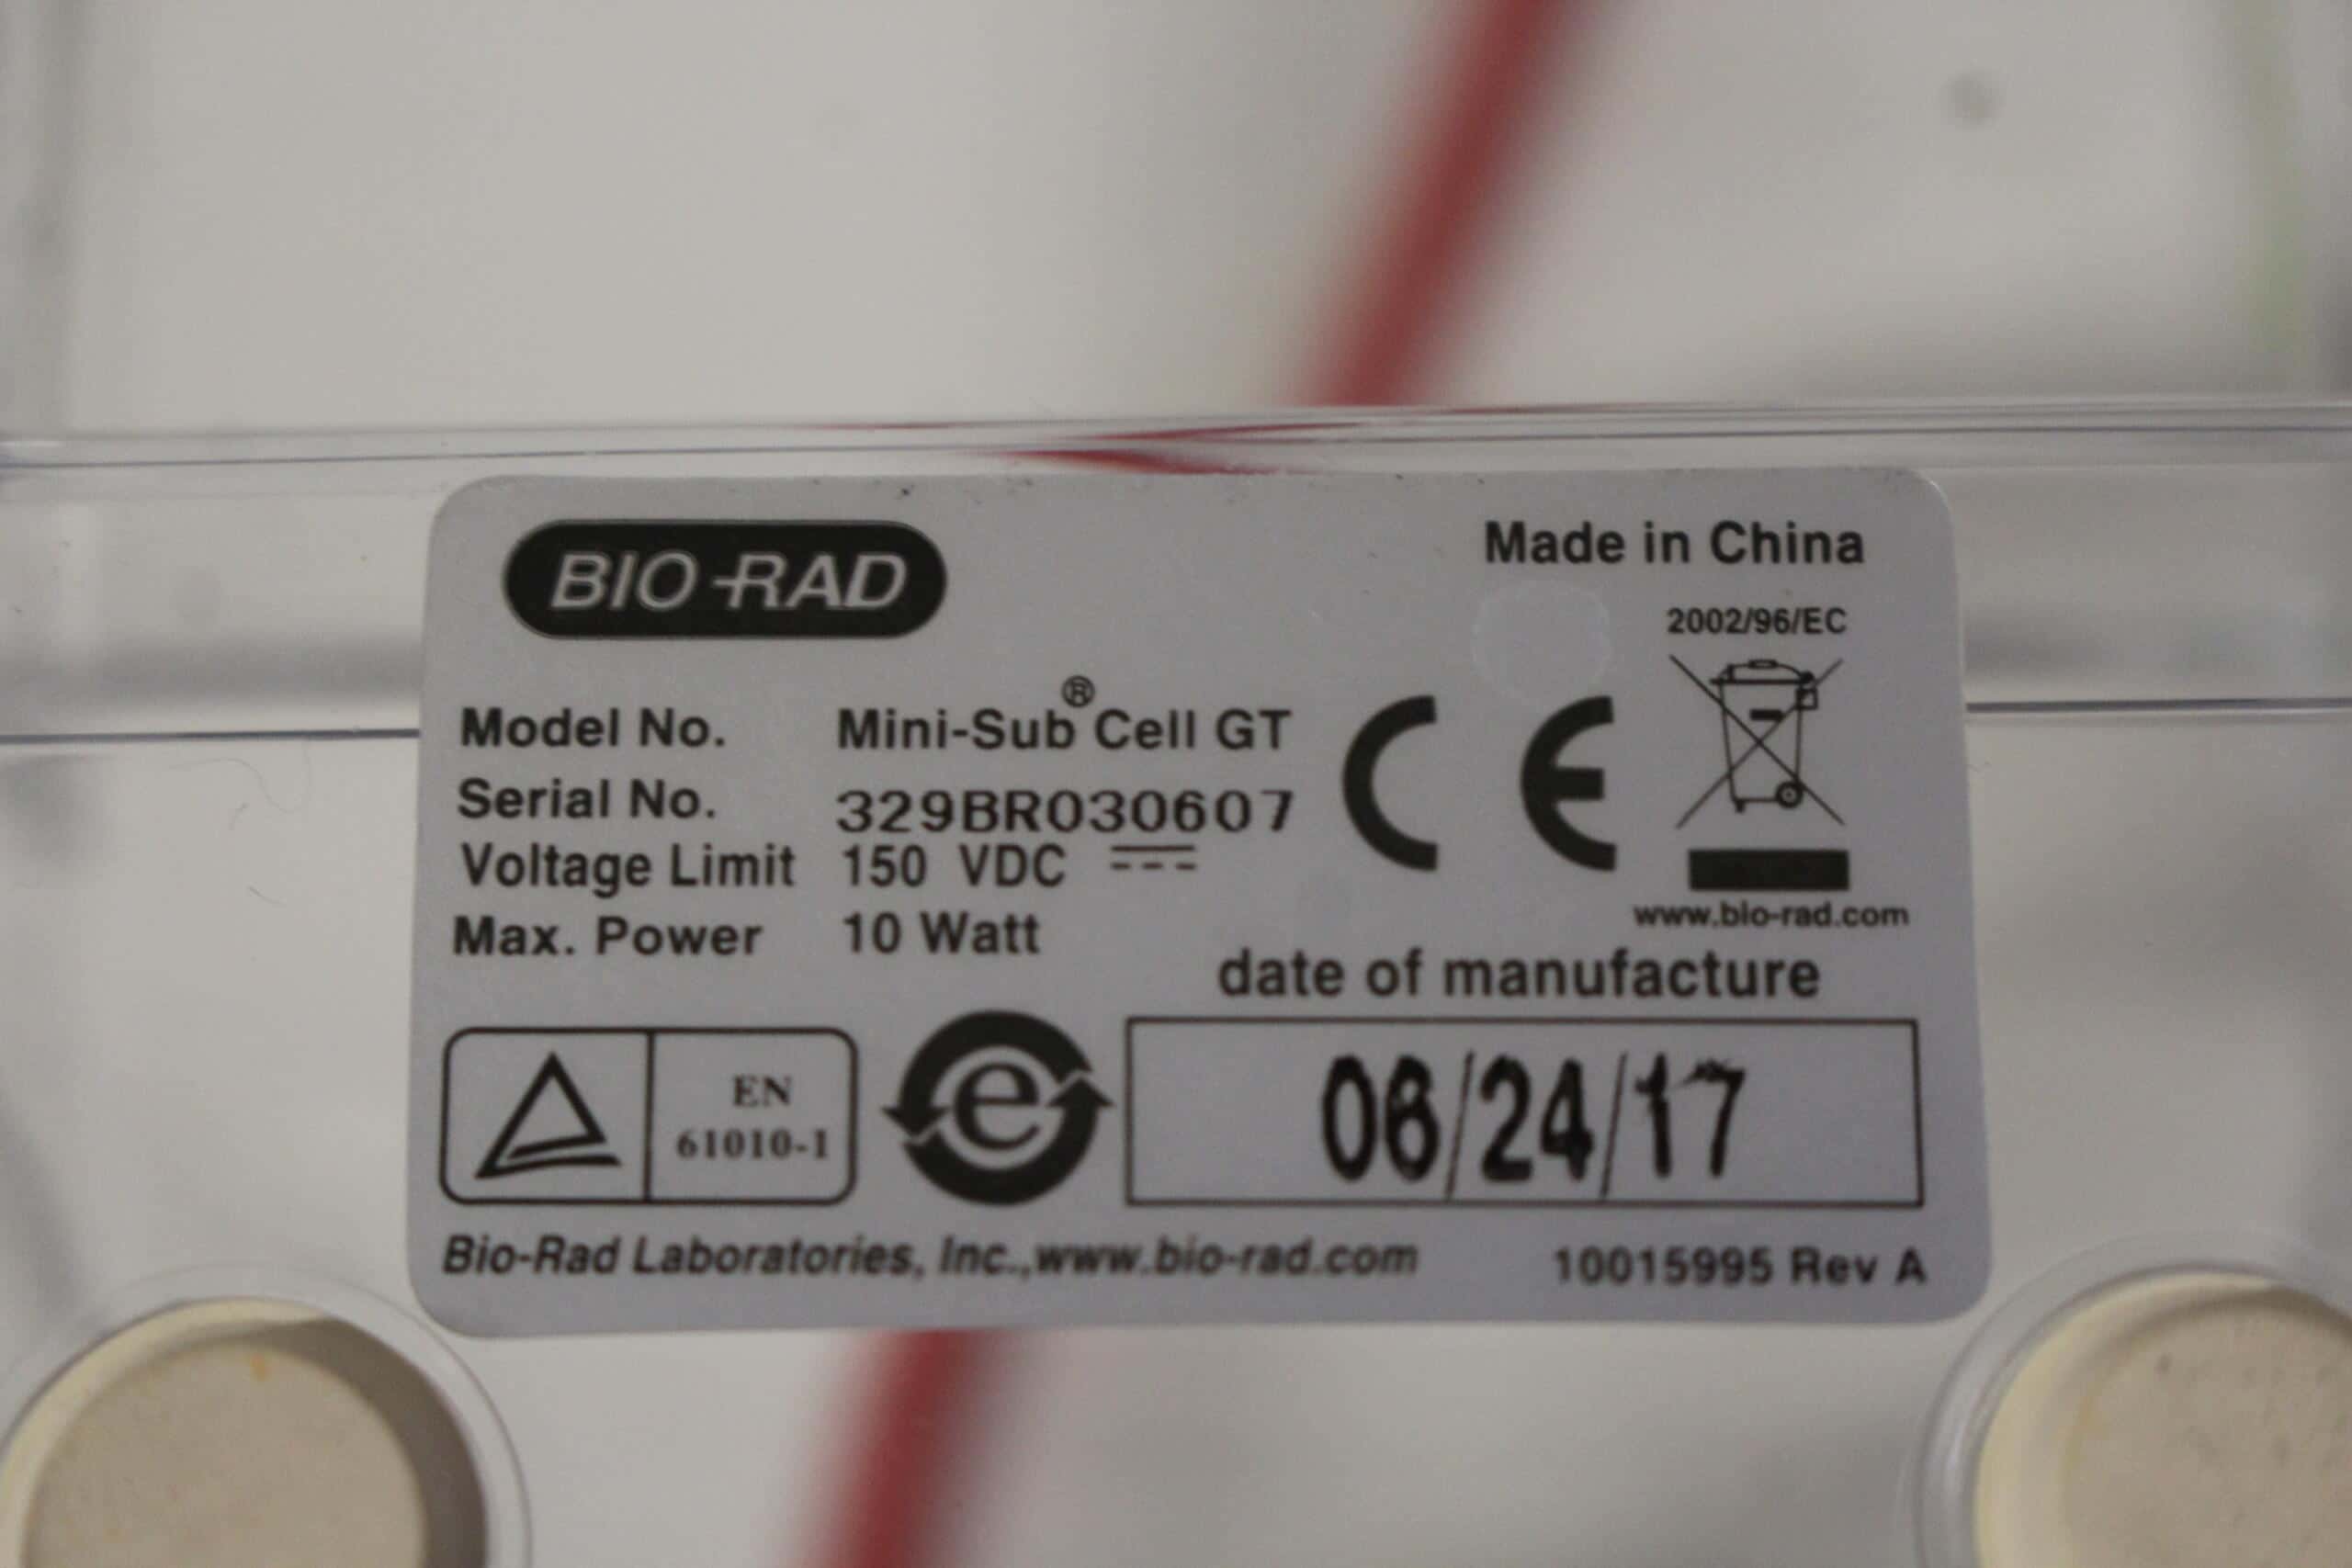 BIO-RAD
Made in China
2002/96/EC
Model No. Mini-Sub® Cell GT
Serial No. 329BR030607
Voltage Limit 150 VDC
Max. Power 10 Watt
CE
www.bio-rad.com
date of manufacture
EN
61010-1
e
06/24/17
Bio-Rad Laboratories, Inc.,www.bio-rad.com
10015995 Rev A